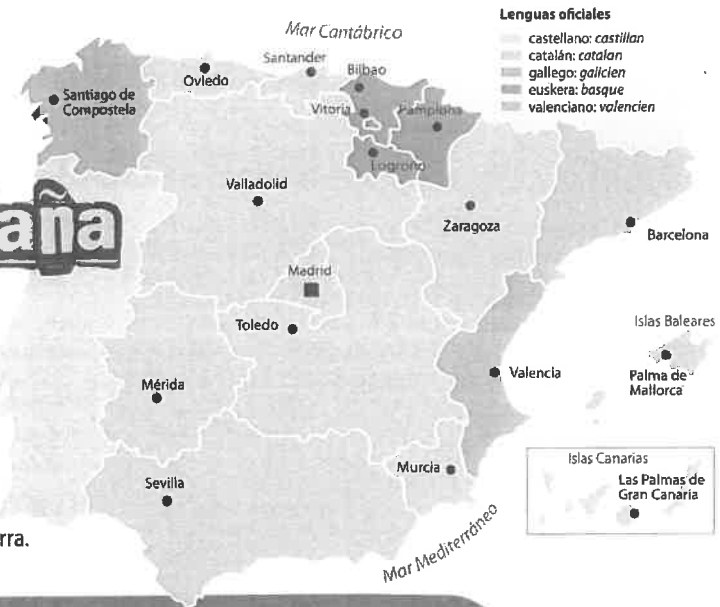 Mar Cantábrico
Lenguas oficiales
castellano: castillan
catalán: catalan
gallego: galicien
euskera: basque
valenciano: valencien
Santander
Oviedo
Bilbao
Santiago de
Compostela
Vitoria
Pamplona
Logroño
Valladolid
Zaragoza
Barcelona
aña
Madrid
Toledo
Islas Baleares
Palma de
Mallorca
Mérida
Valencia
Islas Canarias
Las Palmas de
Gran Canaria
Murcia
Sevilla
Mar Mediterráneo
rra.